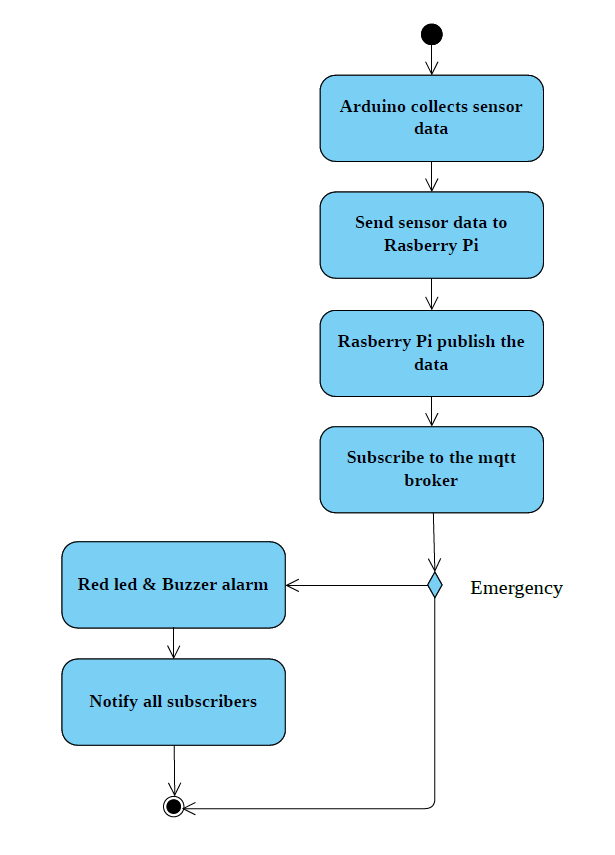 Arduino collects sensor
data
Send sensor data to
Rasberry Pi
Rasberry Pi publish the
data
Subscribe to the mqtt
broker
Emergency
Red led & Buzzer alarm
Notify all subscribers